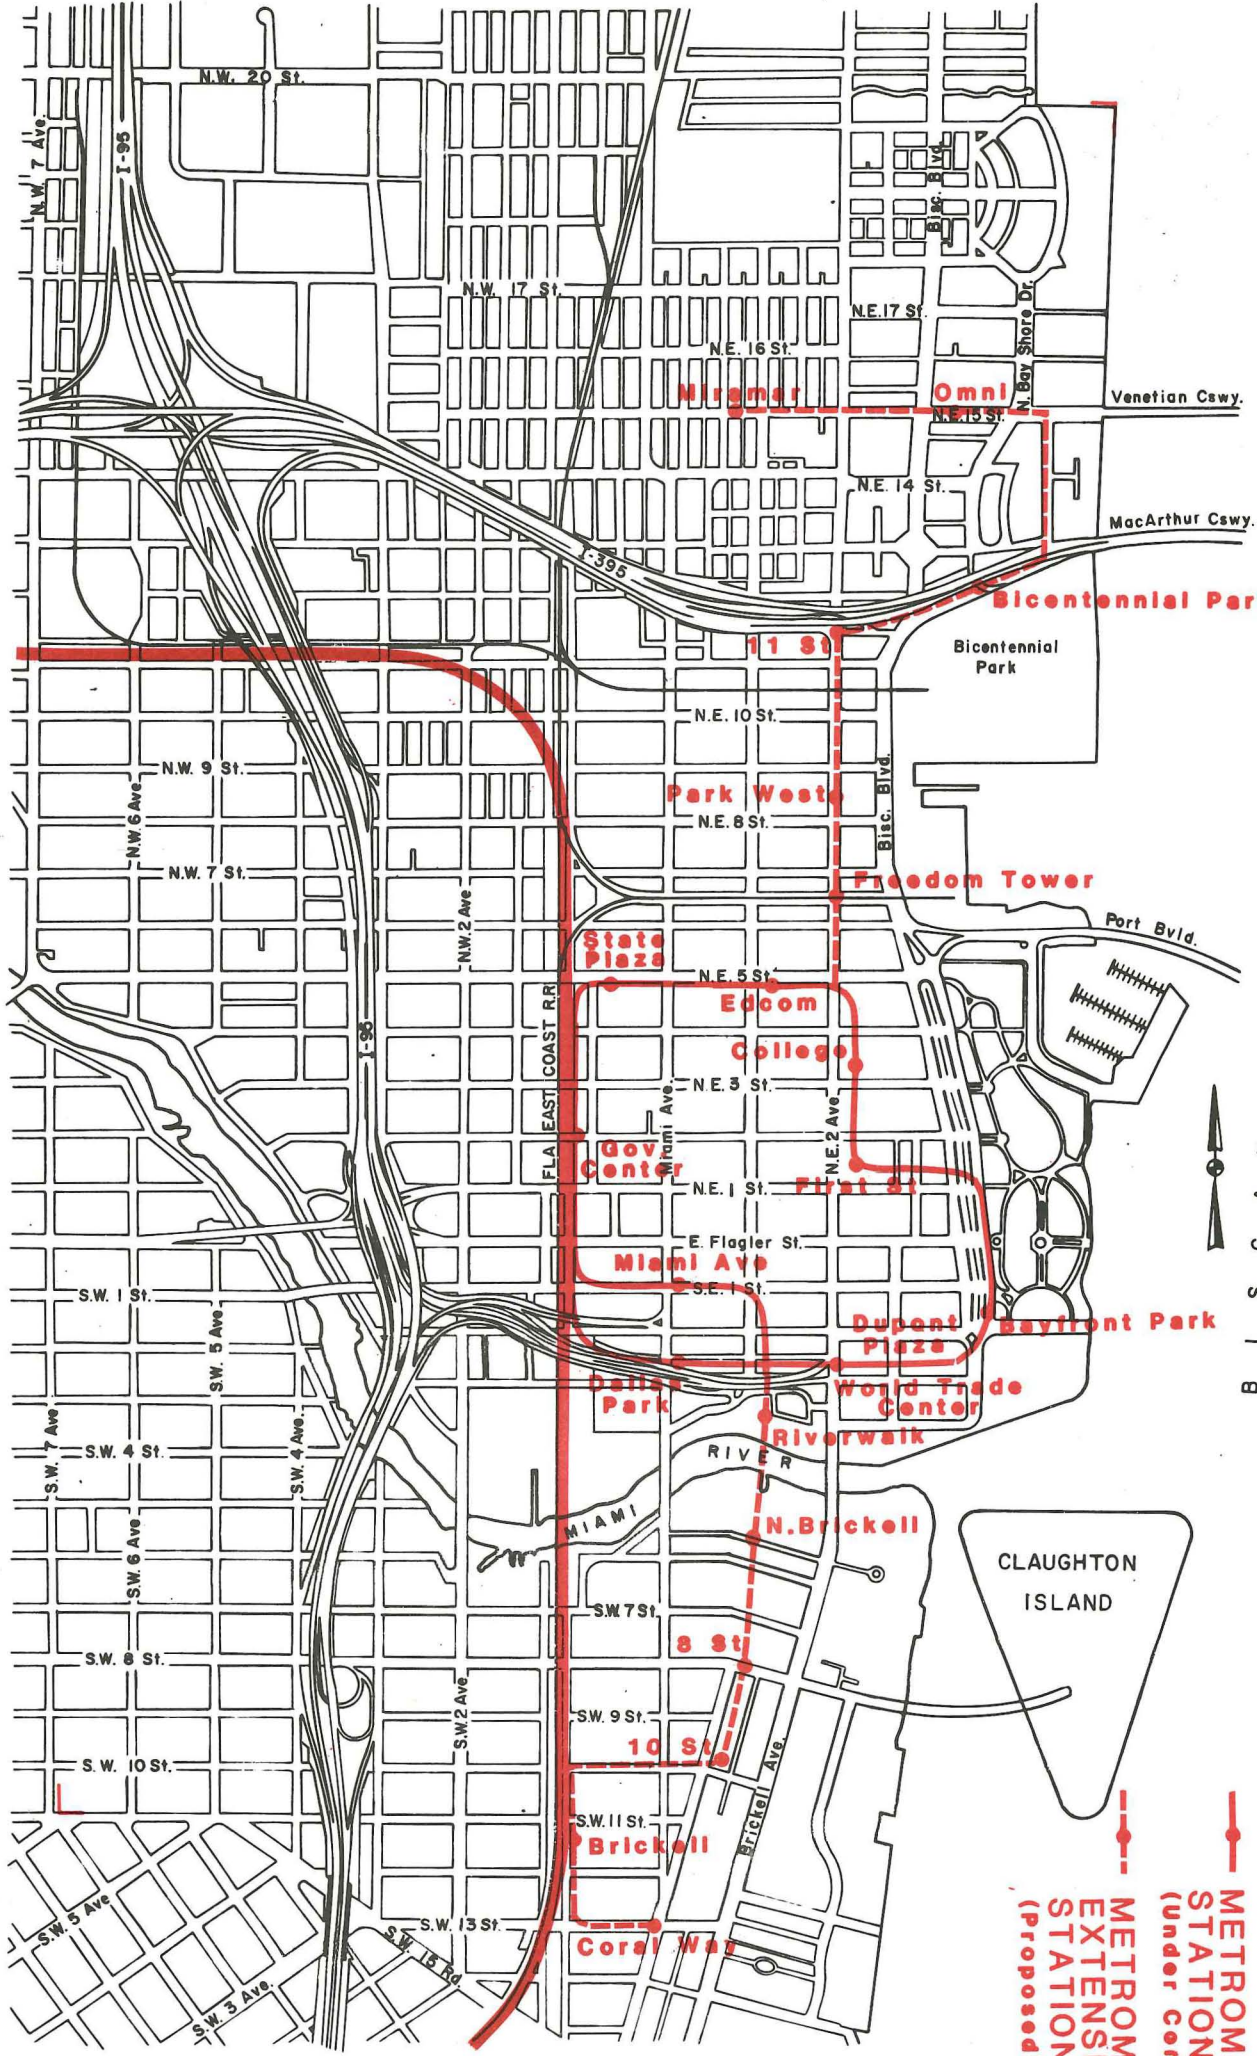 N.W. 20 St.
N.W. 7 Ave.
I-95
Bisc. Blvd.
N.W. 17 St.
N. Bay Shore Dr.
N.E. 17 St.
N.E. 16 St.
Miramar
Omni
Venetian Cswy.
N.E. 15 St.
N.E. 14 St.
MacArthur Cswy.
I-395
Bicentennial Par
11 St
Bicentennial
Park
N.E. 10 St.
N.W. 9 St.
Park West
N.W. 6 Ave.
N.E. 8 St.
Bisc. Blvd.
N.W. 7 St.
Freedom Tower
N.W. 2 Ave
Port Bvld.
State
Plaza
N.E. 5 St.
Edcom
FLA EAST COAST R.R.
I-95
College
N.E. 3 St.
Miami Ave.
N.E. 2 Ave.
Gov.
Center
N.E. 1 St.
First St
E. Flagler St.
Miami Ave
S.E. 1 St.
S.W. 1 St.
B I S C A
S.W. 5 Ave.
Dupont
Plaza
Bayfront Park
Dallas
Park
World Trade
Center
Riverwalk
S.W. 7 Ave.
S.W. 4 St.
S.W. 4 Ave.
MIAMI RIVER
N.Brickell
S.W. 6 Ave.
CLAUGHTON
ISLAND
S.W. 7 St.
8 St
S.W. 8 St.
S.W. 2 Ave.
S.W. 9 St.
10 St
S.W. 10 St.
Brickell Ave.
S.W. 11 St.
Brickell
S.W. 5 Ave
S.W. 13 St.
S.W. 15 Rd.
Coral Way
S.W. 3 Ave.
METROM
STATION
(Under Con
METROM
EXTENSI
STATION
(Proposed